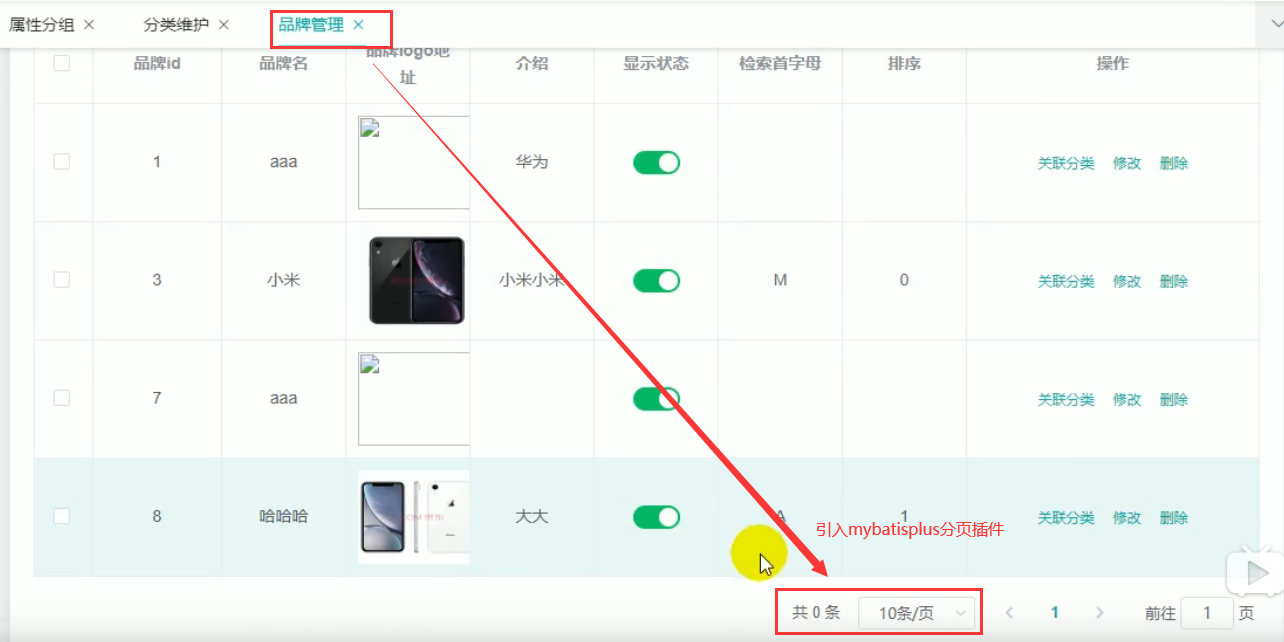 属性分组 × 分类维护 × 品牌管理 ×
品牌id 品牌名 品牌logo地 介绍 显示状态 检索首字母 排序 操作
址
1 aaa 华为 关联分类 修改 删除
3 小米 小米小米 M 0 关联分类 修改 删除
7 aaa 关联分类 修改 删除
8 哈哈哈 大大 A 1 关联分类 修改 删除
引入mybatisplus分页插件
共 0 条 10条/页 1 前往 1 页